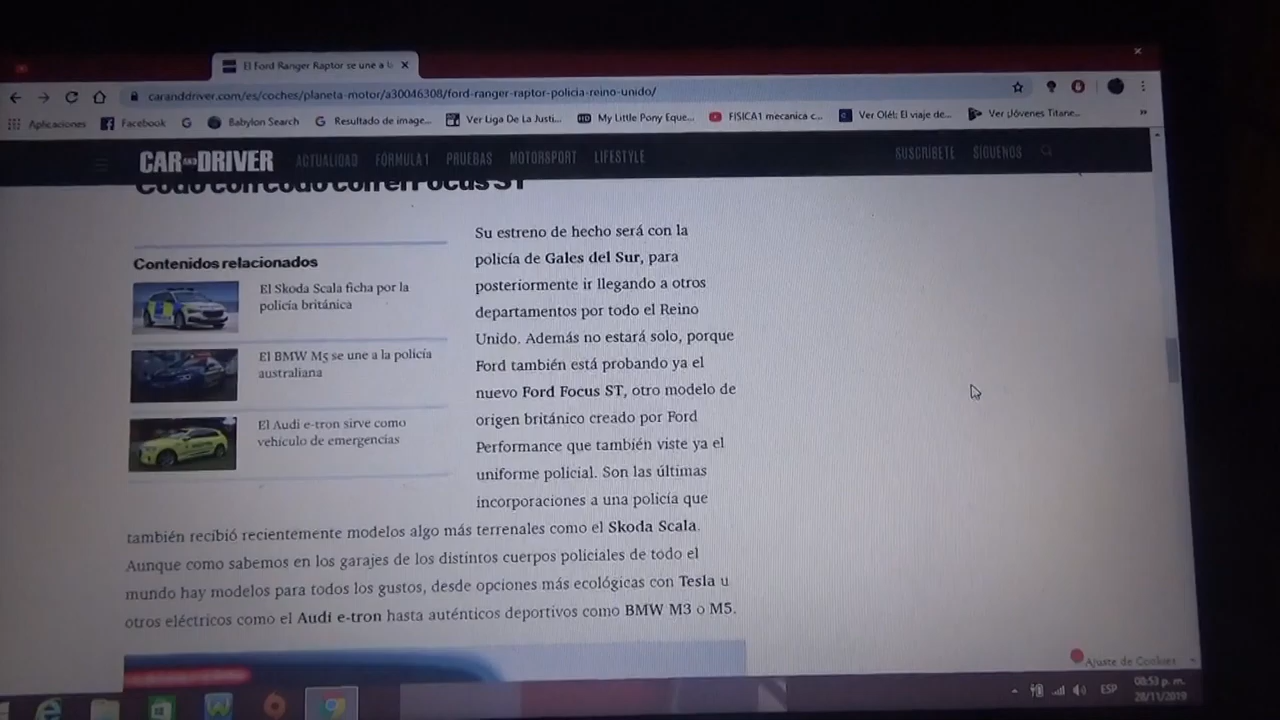 El Ford Ranger Raptor se une a l
caranddriver.com/es/coches/planeta-motor/a30046308/ford-ranger-raptor-policia-reino-unido/
Aplicaciones Facebook Babylon Search Resultado de image... Ver Liga De La Justi... My Little Pony Eque... FISICA1 mecanica c... Ver Olé!: El viaje de... Ver ¡Jóvenes Titane...
CAR AND DRIVER ACTUALIDAD FÓRMULA 1 PRUEBAS MOTORSPORT LIFESTYLE SUSCRÍBETE SÍGUENOS
Codo con codo con en Focus ST
Contenidos relacionados
El Skoda Scala ficha por la
policía británica
El BMW M5 se une a la policía
australiana
El Audi e-tron sirve como
vehículo de emergencias
Su estreno de hecho será con la
policía de Gales del Sur, para
posteriormente ir llegando a otros
departamentos por todo el Reino
Unido. Además no estará solo, porque
Ford también está probando ya el
nuevo Ford Focus ST, otro modelo de
origen británico creado por Ford
Performance que también viste ya el
uniforme policial. Son las últimas
incorporaciones a una policía que
también recibió recientemente modelos algo más terrenales como el Skoda Scala.
Aunque como sabemos en los garajes de los distintos cuerpos policiales de todo el
mundo hay modelos para todos los gustos, desde opciones más ecológicas con Tesla u
otros eléctricos como el Audi e-tron hasta auténticos deportivos como BMW M3 o M5.
Ajuste de Cookies
ESP
08:53 p. m.
28/11/2019